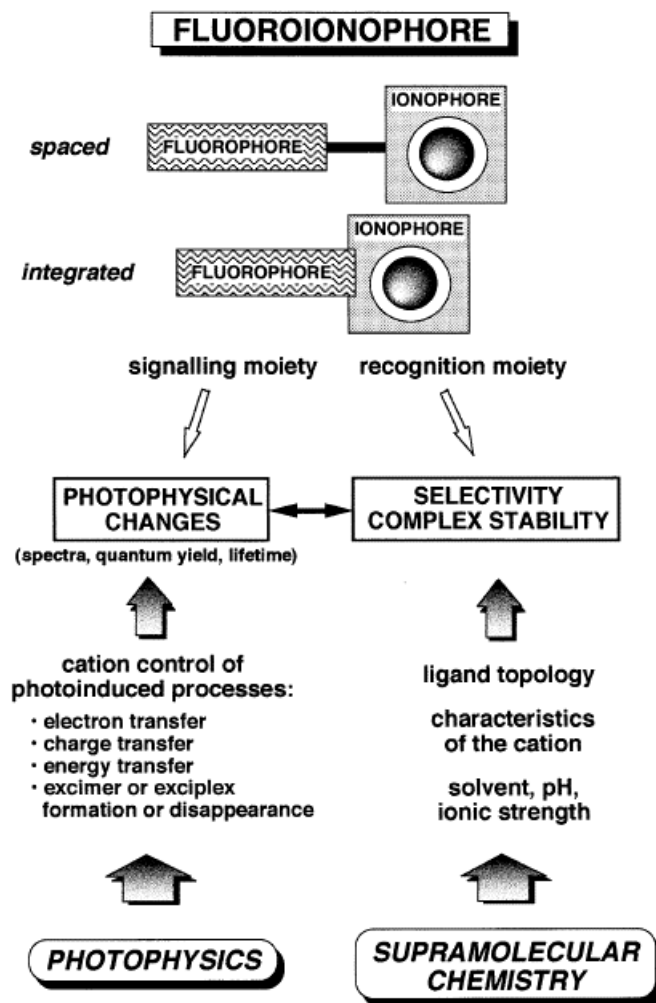 FLUOROIONOPHORE
IONOPHORE
spaced
FLUOROPHORE
IONOPHORE
integrated
FLUOROPHORE
signalling moiety
recognition moiety
PHOTOPHYSICAL
CHANGES
(spectra, quantum yield, lifetime)
SELECTIVITY
COMPLEX STABILITY
cation control of
photoinduced processes:
· electron transfer
· charge transfer
· energy transfer
· excimer or exciplex
formation or disappearance
ligand topology
characteristics
of the cation
solvent, pH,
ionic strength
PHOTOPHYSICS
SUPRAMOLECULAR
CHEMISTRY